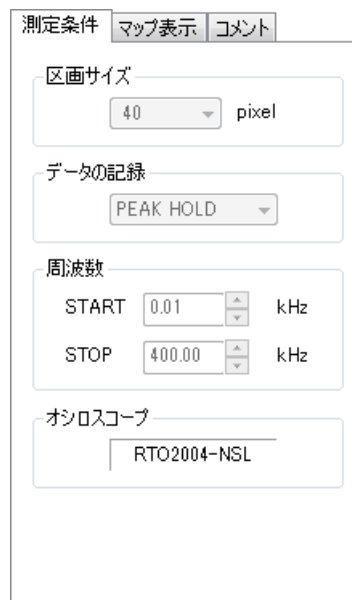 測定条件 マップ表示 コメント
区画サイズ
40 pixel
データの記録
PEAK HOLD
周波数
START 0.01 kHz
STOP 400.00 kHz
オシロスコープ
RTO2004-NSL